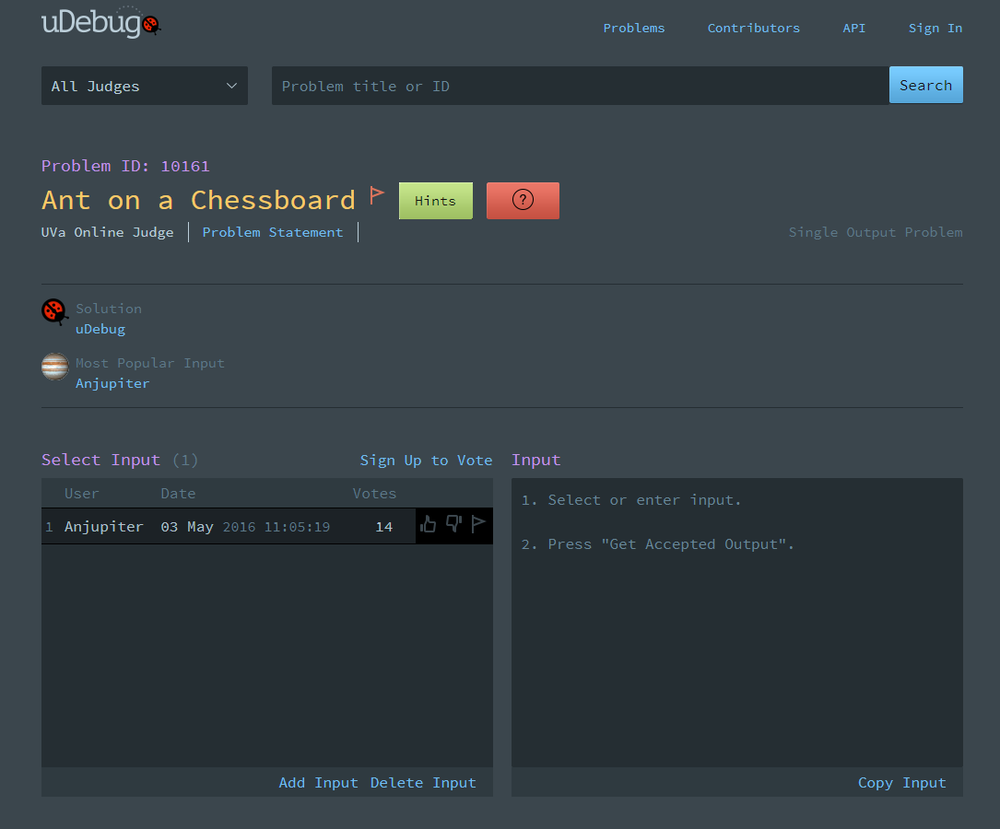 uDebug
Problems Contributors API Sign In
All Judges Problem title or ID Search
Problem ID: 10161
Ant on a Chessboard Hints ?
UVa Online Judge Problem Statement Single Output Problem
Solution
uDebug
Most Popular Input
Anjupiter
Select Input (1) Sign Up to Vote Input
User Date Votes
1. Select or enter input.
1 Anjupiter 03 May 2016 11:05:19 14
2. Press "Get Accepted Output".
Add Input Delete Input Copy Input